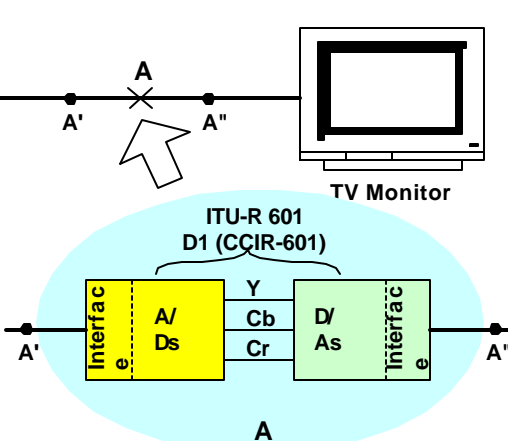 A
A'
A"
TV Monitor
ITU-R 601
D1 (CCIR-601)
Interfac
e
A/
Ds
Y
Cb
Cr
D/
As
Interfac
e
A'
A"
A